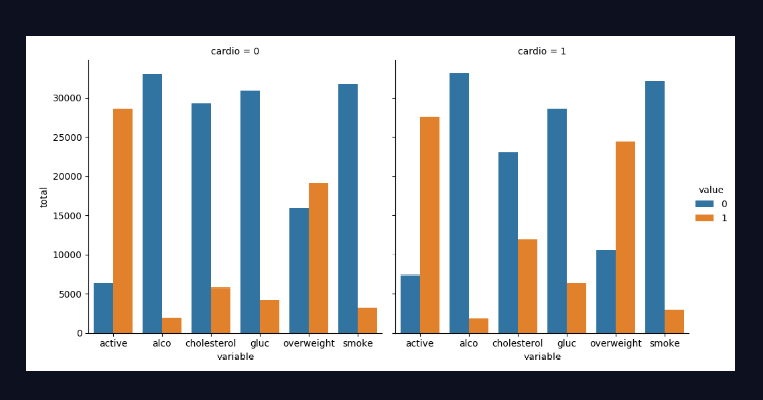 cardio = 0
cardio = 1
30000
25000
20000
15000
10000
5000
0
total
active alco cholesterol gluc overweight smoke
variable
active alco cholesterol gluc overweight smoke
variable
value
0
1